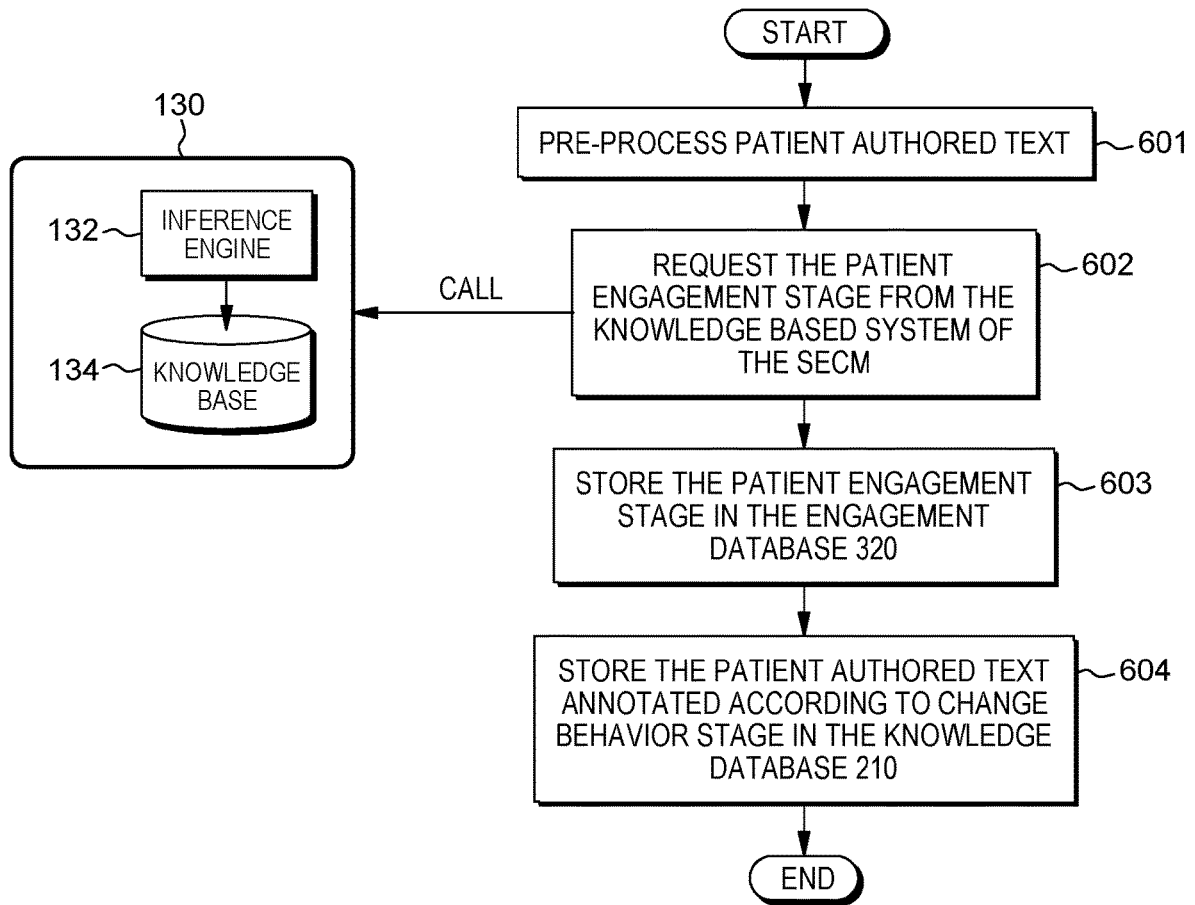 START
PRE-PROCESS PATIENT AUTHORED TEXT
601
130
132
INFERENCE
ENGINE
134
KNOWLEDGE
BASE
CALL
REQUEST THE PATIENT
ENGAGEMENT STAGE FROM THE
KNOWLEDGE BASED SYSTEM OF
THE SECM
602
STORE THE PATIENT ENGAGEMENT
STAGE IN THE ENGAGEMENT
DATABASE 320
603
STORE THE PATIENT AUTHORED TEXT
ANNOTATED ACCORDING TO CHANGE
BEHAVIOR STAGE IN THE KNOWLEDGE
DATABASE 210
604
END